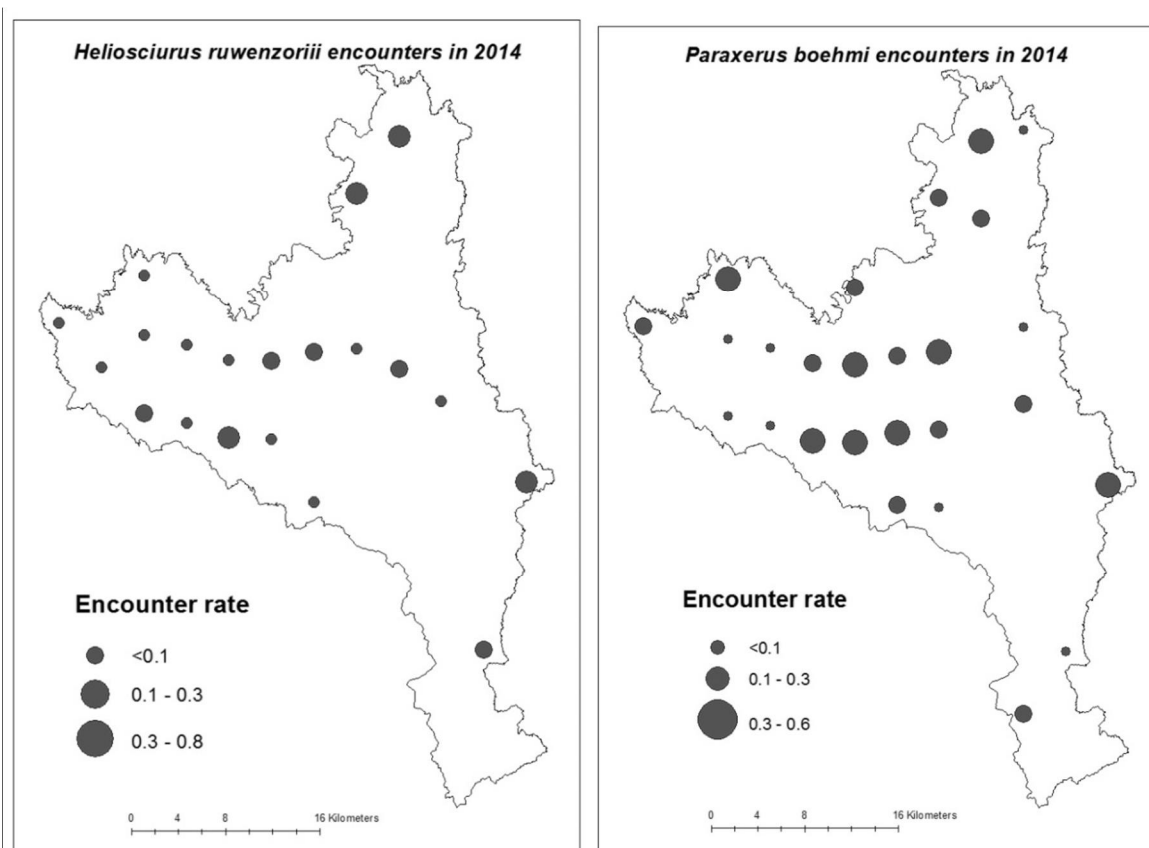 Heliosciurus ruwenzoriii encounters in 2014
Encounter rate
<0.1
0.1 - 0.3
0.3 - 0.8
0 4 8 16 Kilometers
Paraxerus boehmi encounters in 2014
Encounter rate
<0.1
0.1 - 0.3
0.3 - 0.6
0 4 8 16 Kilometers